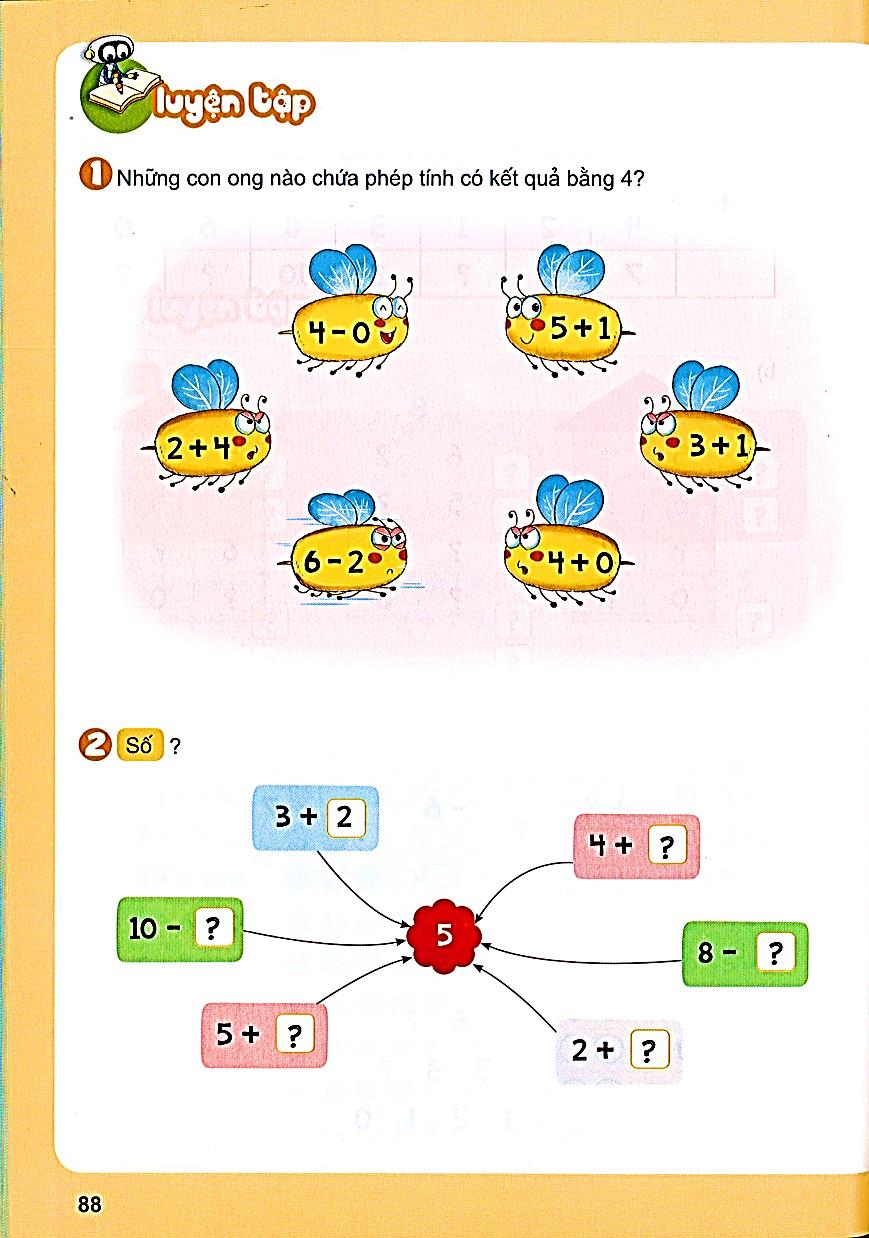 luyện tập
1 Những con ong nào chứa phép tính có kết quả bằng 4?
4 - 0
5 + 1
2 + 4
3 + 1
6 - 2
4 + 0
2 Số ?
3 + 2
4 + ?
10 - ?
5
8 - ?
5 + ?
2 + ?
88